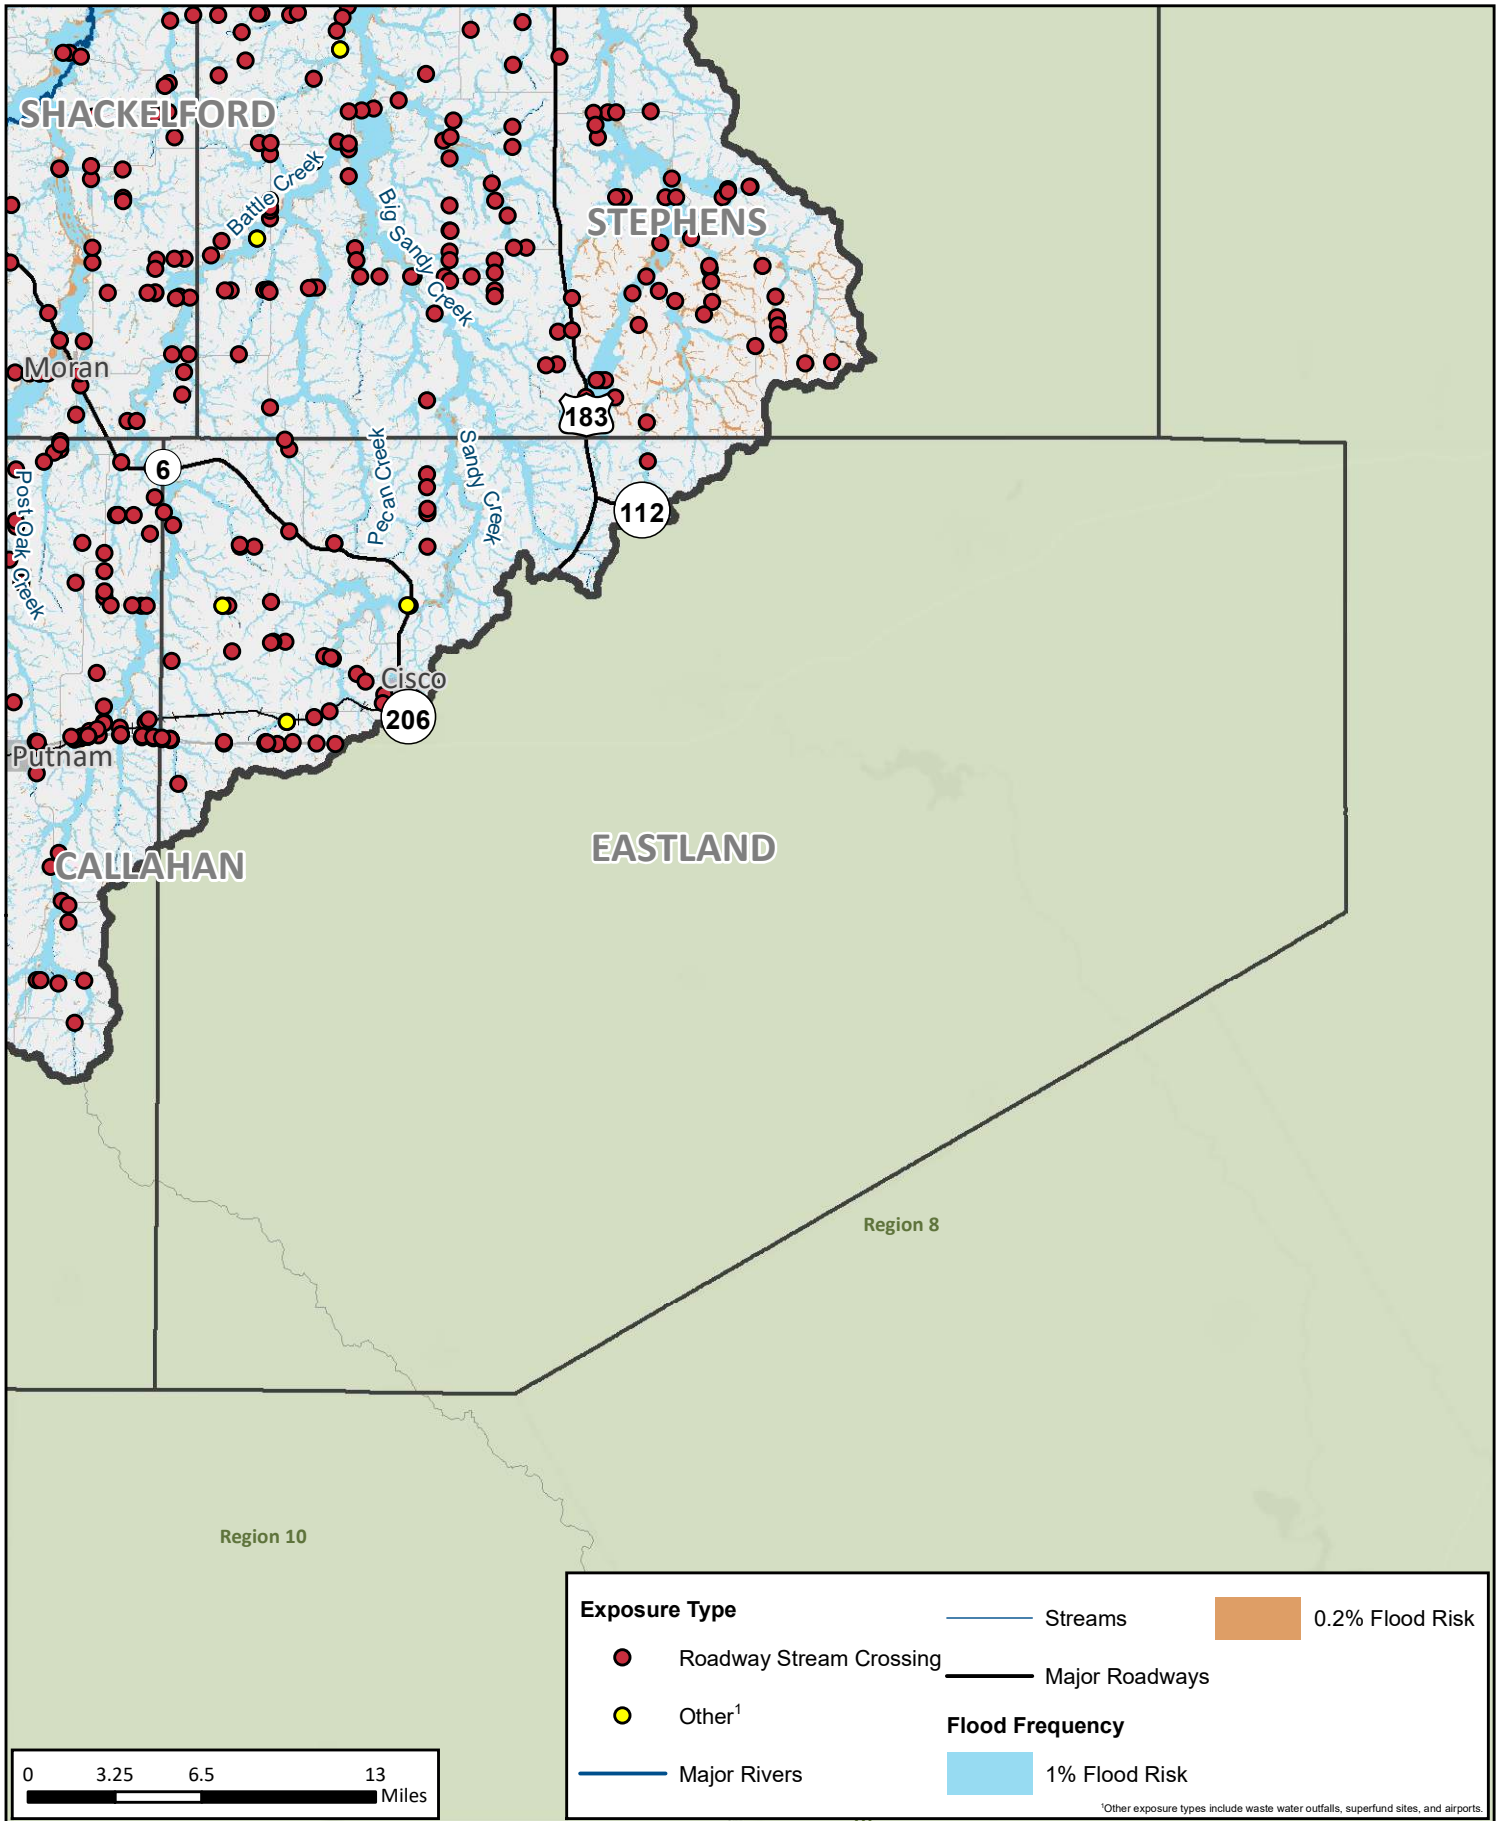 SHACKELFORD
Battle Creek
Big Sandy Creek
STEPHENS
Moran
183
6
Post Oak Creek
Pecan Creek
Sandy Creek
112
Cisco
206
Putnam
CALLAHAN
EASTLAND
Region 8
Region 10
Exposure Type
Roadway Stream Crossing
Other¹
Major Rivers
Streams
Major Roadways
Flood Frequency
1% Flood Risk
0.2% Flood Risk
¹Other exposure types include waste water outfalls, superfund sites, and airports.
0 3.25 6.5 13
Miles